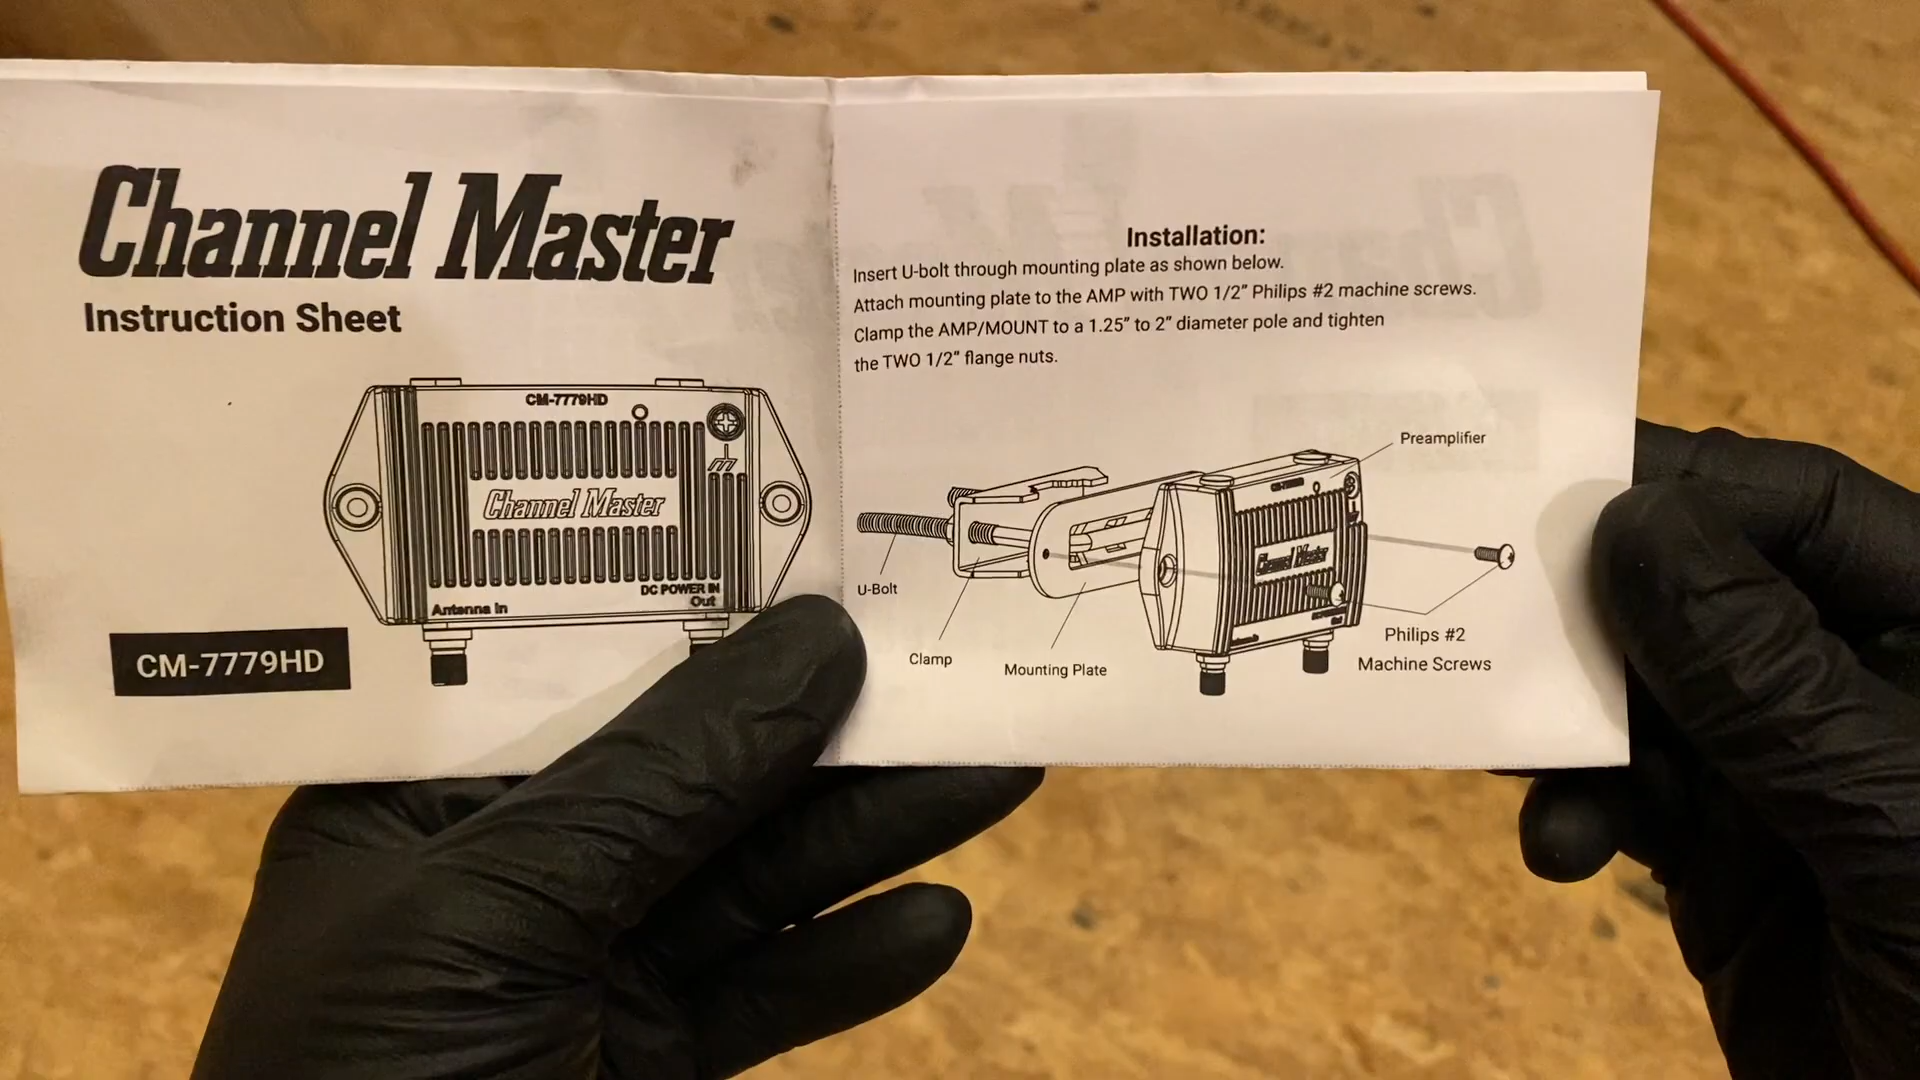 Channel Master
Instruction Sheet
CM-7779HD
Channel Master
DC POWER IN
Antenna In
Out
CM-7779HD
Installation:
Insert U-bolt through mounting plate as shown below.
Attach mounting plate to the AMP with TWO 1/2” Philips #2 machine screws.
Clamp the AMP/MOUNT to a 1.25” to 2” diameter pole and tighten
the TWO 1/2” flange nuts.
Preamplifier
Channel Master
U-Bolt
Clamp
Mounting Plate
Philips #2
Machine Screws